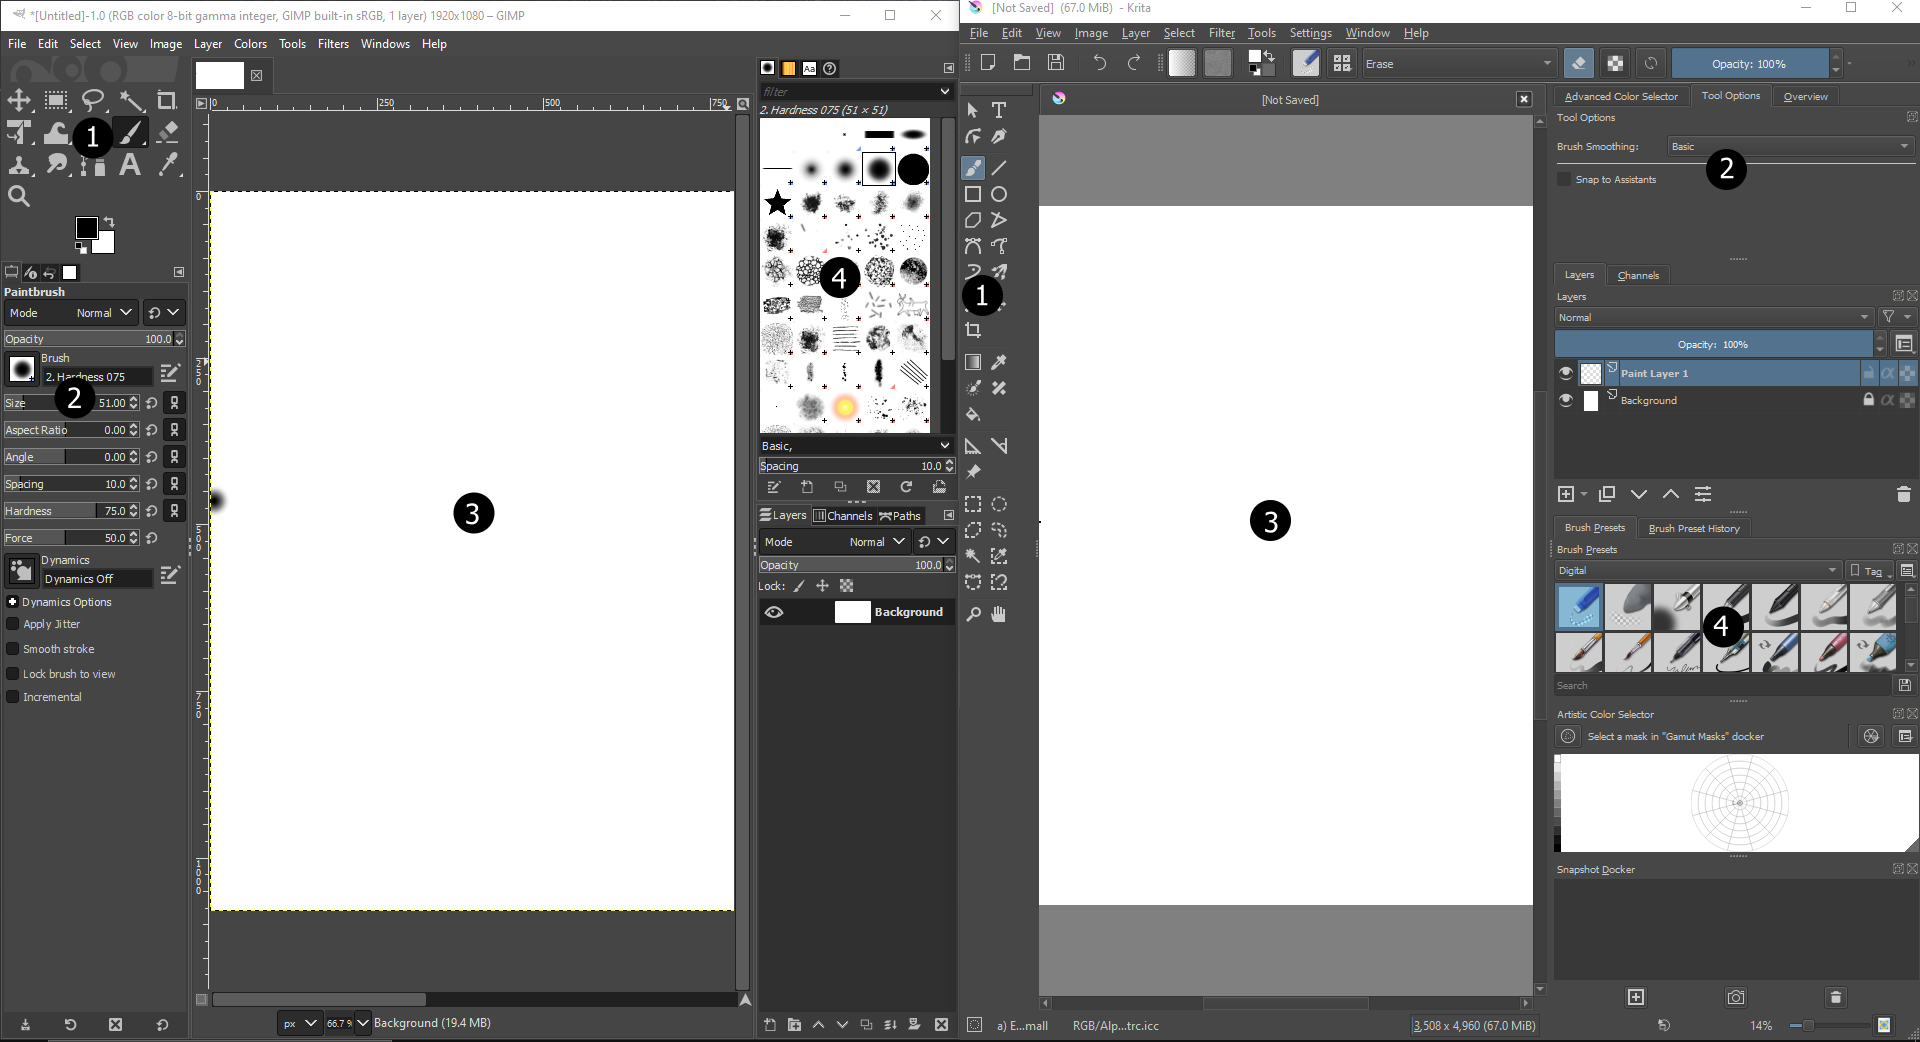 *[Untitled]-1.0 (RGB color 8-bit gamma integer, GIMP built-in sRGB, 1 layer) 1920x1080 – GIMP
File Edit Select View Image Layer Colors Tools Filters Windows Help
0 250 500 750
1
0
250
500
750
1000
Paintbrush
Mode Normal
Opacity 100.0
Brush
2. Hardness 075
2
Size 51.00
Aspect Ratio 0.00
Angle 0.00
Spacing 10.0
Hardness 75.0
Force 50.0
Dynamics
Dynamics Off
Dynamics Options
Apply Jitter
Smooth stroke
Lock brush to view
Incremental
3
px 66.7 % Background (19.4 MB)
Aa
filter
2. Hardness 075 (51 × 51)
4
Basic,
Spacing 10.0
Layers Channels Paths
Mode Normal
Opacity 100.0
Lock:
Background
[Not Saved] (67.0 MiB) - Krita
File Edit View Image Layer Select Filter Tools Settings Window Help
Erase
Opacity: 100%
[Not Saved]
1
3
a) E...mall RGB/Alp...trc.icc 3,508 x 4,960 (67.0 MiB) 14%
Advanced Color Selector Tool Options Overview
Tool Options
Brush Smoothing: Basic
2
Snap to Assistants
Layers Channels
Layers
Normal
Opacity: 100%
Paint Layer 1
Background
Brush Presets Brush Preset History
Brush Presets
Digital Tag
4
Search
Artistic Color Selector
Select a mask in "Gamut Masks" docker
Snapshot Docker